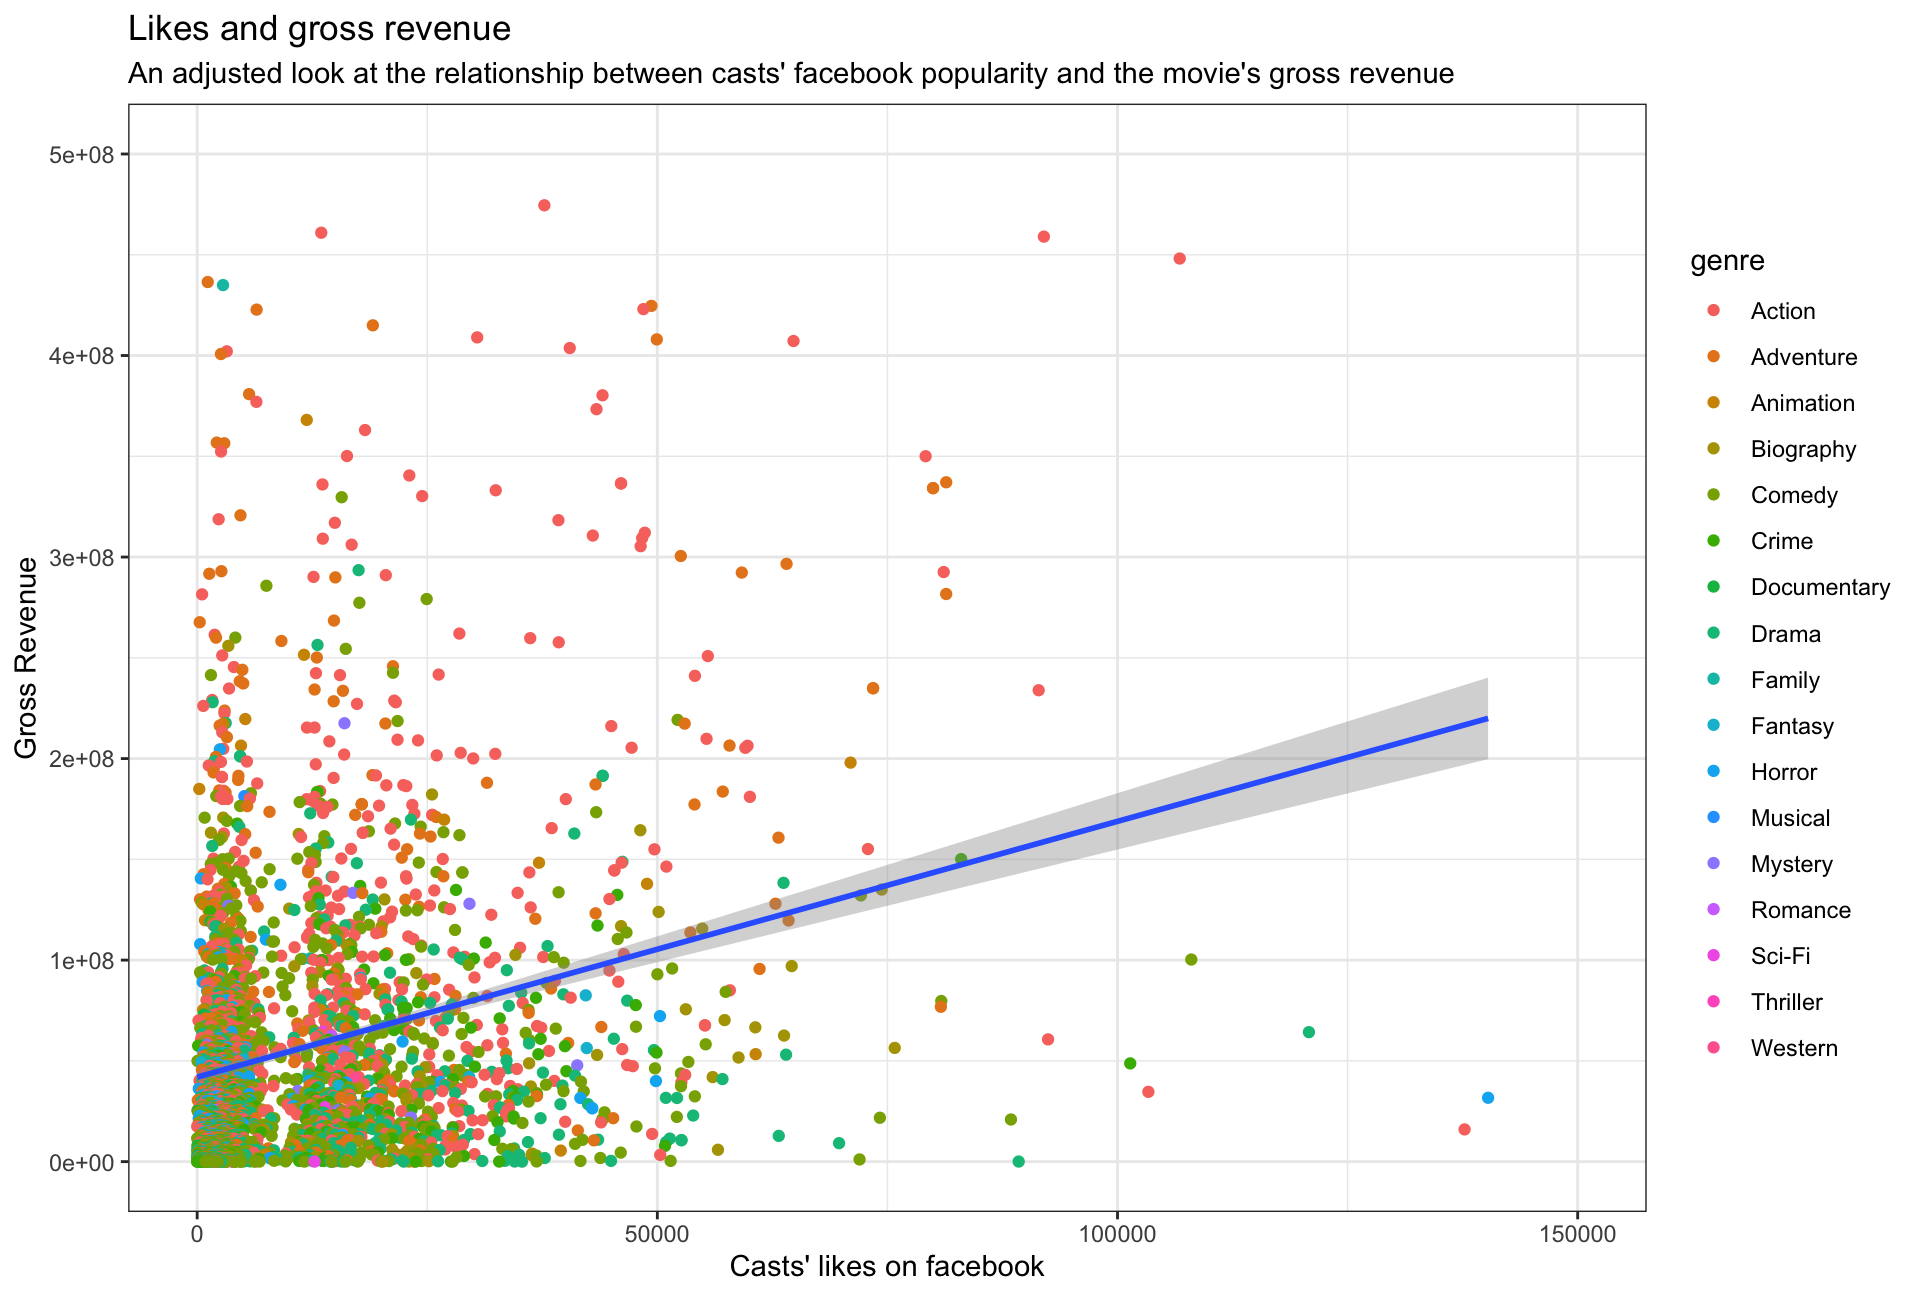 Likes and gross revenue
An adjusted look at the relationship between casts' facebook popularity and the movie's gross revenue
5e+08
4e+08
3e+08
2e+08
1e+08
0e+00
Gross Revenue
0
50000
100000
150000
Casts' likes on facebook
genre
Action
Adventure
Animation
Biography
Comedy
Crime
Documentary
Drama
Family
Fantasy
Horror
Musical
Mystery
Romance
Sci-Fi
Thriller
Western